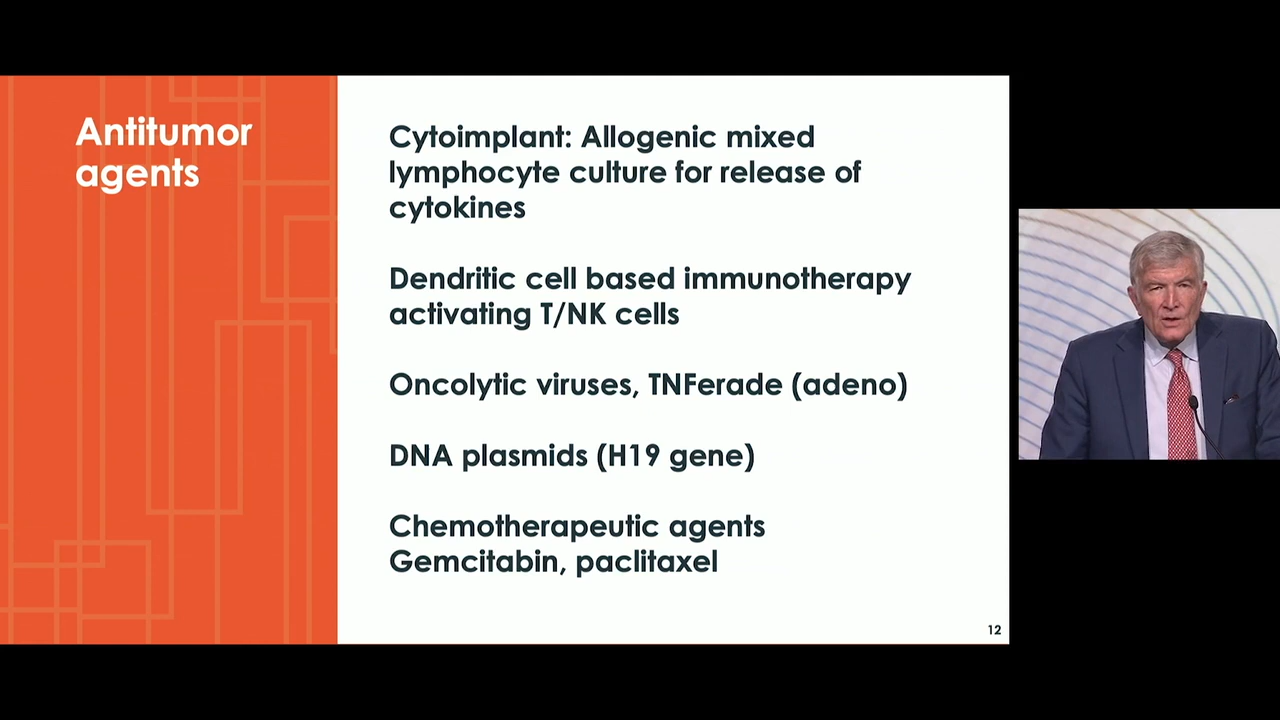 Antitumor
agents
Cytoimplant: Allogenic mixed
lymphocyte culture for release of
cytokines
Dendritic cell based immunotherapy
activating T/NK cells
Oncolytic viruses, TNFerade (adeno)
DNA plasmids (H19 gene)
Chemotherapeutic agents
Gemcitabin, paclitaxel
12